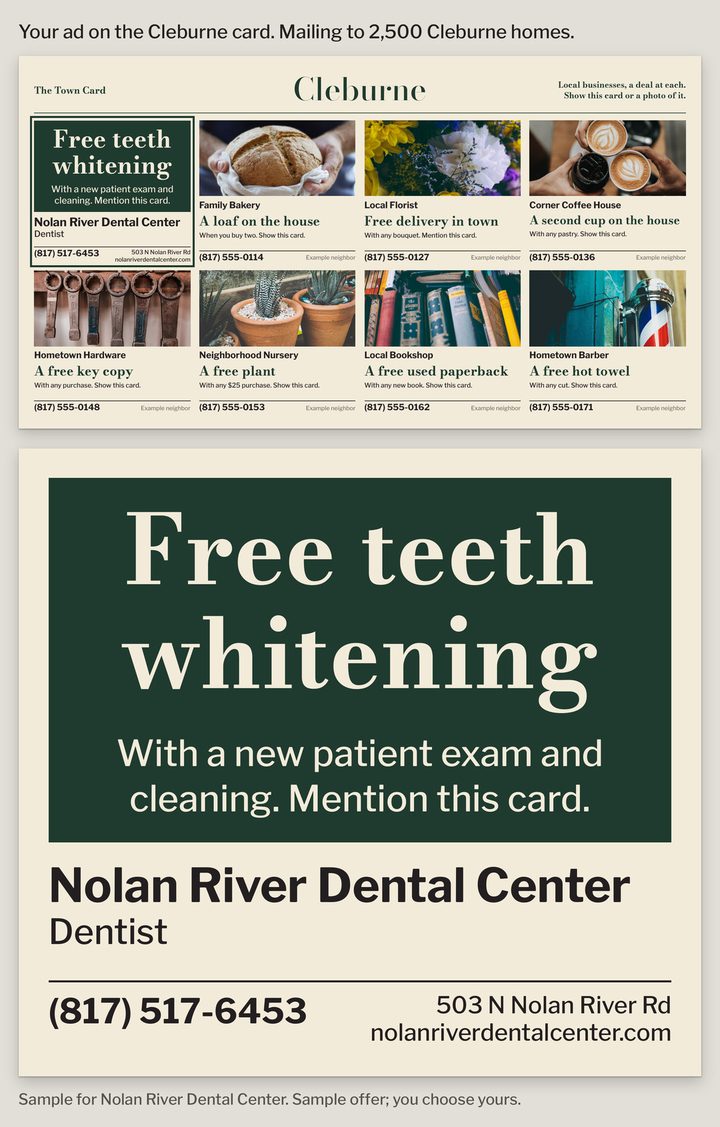 Your ad on the Cleburne card. Mailing to 2,500 Cleburne homes.
The Town Card
Cleburne
Local businesses, a deal at each.
Show this card or a photo of it.
Free teeth
whitening
With a new patient exam and
cleaning. Mention this card.
Nolan River Dental Center
Dentist
(817) 517-6453
503 N Nolan River Rd
nolanriverdentalcenter.com
Family Bakery
A loaf on the house
When you buy two. Show this card.
(817) 555-0114
Example neighbor
Local Florist
Free delivery in town
With any bouquet. Mention this card.
(817) 555-0127
Example neighbor
Corner Coffee House
A second cup on the house
With any pastry. Show this card.
(817) 555-0136
Example neighbor
Hometown Hardware
A free key copy
With any purchase. Show this card.
(817) 555-0148
Example neighbor
Neighborhood Nursery
A free plant
With any $25 purchase. Show this card.
(817) 555-0153
Example neighbor
Local Bookshop
A free used paperback
With any new book. Show this card.
(817) 555-0162
Example neighbor
Hometown Barber
A free hot towel
With any cut. Show this card.
(817) 555-0171
Example neighbor
Free teeth
whitening
With a new patient exam and
cleaning. Mention this card.
Nolan River Dental Center
Dentist
(817) 517-6453
503 N Nolan River Rd
nolanriverdentalcenter.com
Sample for Nolan River Dental Center. Sample offer; you choose yours.